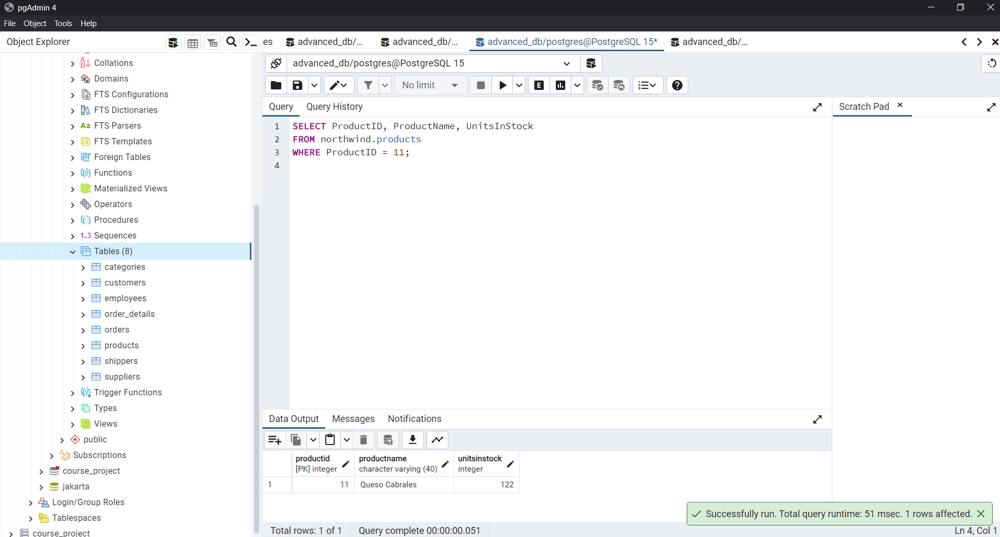 pgAdmin 4
File Object Tools Help
Object Explorer
es
advanced_db/...
advanced_db/...
advanced_db/postgres@PostgreSQL 15*
advanced_db/...
advanced_db/postgres@PostgreSQL 15
No limit
Query Query History
Scratch Pad
Collations
Domains
FTS Configurations
FTS Dictionaries
Aa FTS Parsers
FTS Templates
Foreign Tables
Functions
Materialized Views
Operators
Procedures
1..3 Sequences
Tables (8)
categories
customers
employees
order_details
orders
products
shippers
suppliers
Trigger Functions
Types
Views
public
Subscriptions
course_project
jakarta
Login/Group Roles
Tablespaces
course_project
1 SELECT ProductID, ProductName, UnitsInStock
2 FROM northwind.products
3 WHERE ProductID = 11;
4
Data Output Messages Notifications
productid productname unitsinstock
[PK] integer character varying (40) integer
1 11 Queso Cabrales 122
Successfully run. Total query runtime: 51 msec. 1 rows affected.
Total rows: 1 of 1 Query complete 00:00:00.051 Ln 4, Col 1